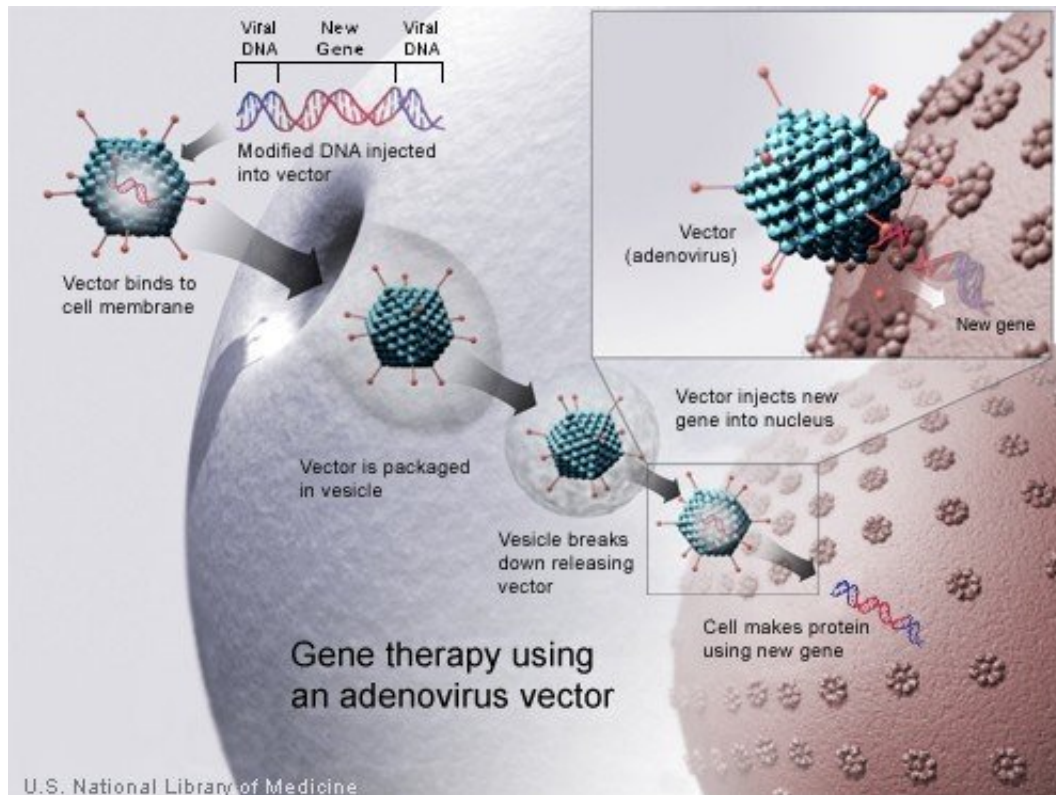 Viral New Viral
DNA Gene DNA
Modified DNA injected
into vector
Vector binds to
cell membrane
Vector
(adenovirus)
New gene
Vector injects new
gene into nucleus
Vector is packaged
in vesicle
Vesicle breaks
down releasing
vector
Cell makes protein
using new gene
Gene therapy using
an adenovirus vector
U.S. National Library of Medicine